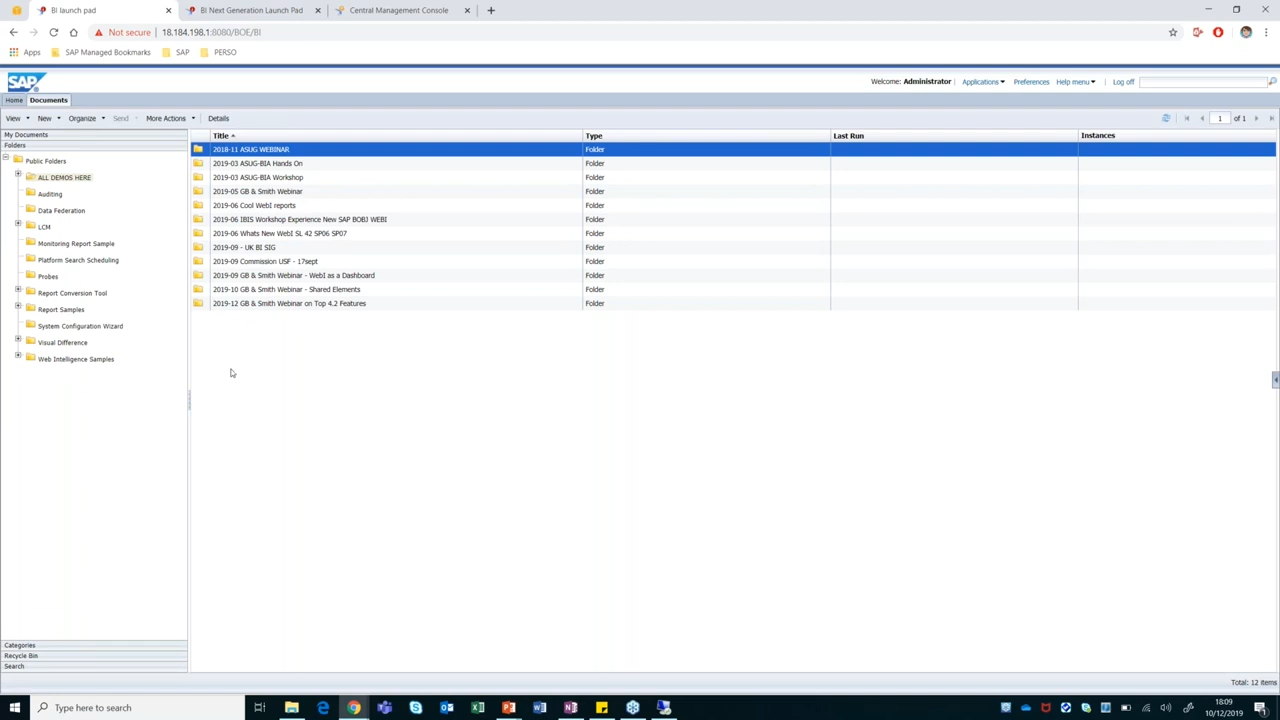 BI launch pad
BI Next Generation Launch Pad
Central Management Console
Not secure 18.184.198.1:8080/BOE/BI
Apps SAP Managed Bookmarks SAP PERSO
SAP
Welcome: Administrator Applications Preferences Help menu Log off
Home Documents
View New Organize Send More Actions Details 1 of 1
My Documents
Folders
Public Folders
ALL DEMOS HERE
Auditing
Data Federation
LCM
Monitoring Report Sample
Platform Search Scheduling
Probes
Report Conversion Tool
Report Samples
System Configuration Wizard
Visual Difference
Web Intelligence Samples
Categories
Recycle Bin
Search
Title Type Last Run Instances
2018-11 ASUG WEBINAR Folder
2019-03 ASUG-BIA Hands On Folder
2019-03 ASUG-BIA Workshop Folder
2019-05 GB & Smith Webinar Folder
2019-06 Cool WebI reports Folder
2019-06 IBIS Workshop Experience New SAP BOBJ WEBI Folder
2019-06 Whats New WebI SL 42 SP06 SP07 Folder
2019-09 - UK BI SIG Folder
2019-09 Commission USF - 17sept Folder
2019-09 GB & Smith Webinar - WebI as a Dashboard Folder
2019-10 GB & Smith Webinar - Shared Elements Folder
2019-12 GB & Smith Webinar on Top 4.2 Features Folder
Total: 12 items
Type here to search
18:09
10/12/2019